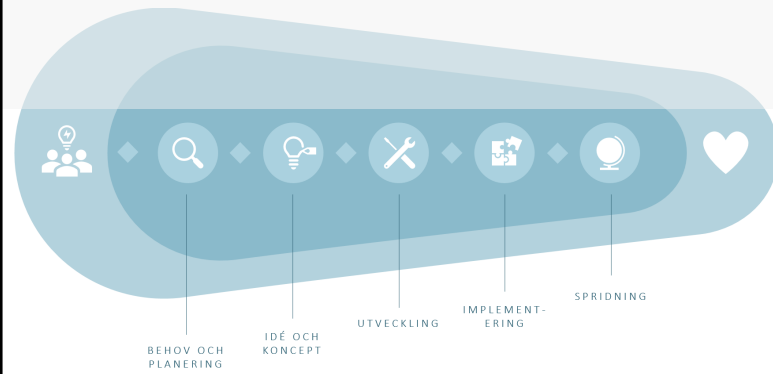 BEHOV OCH
PLANERING
IDÉ OCH
KONCEPT
UTVECKLING
IMPLEMENT-
ERING
SPRIDNING